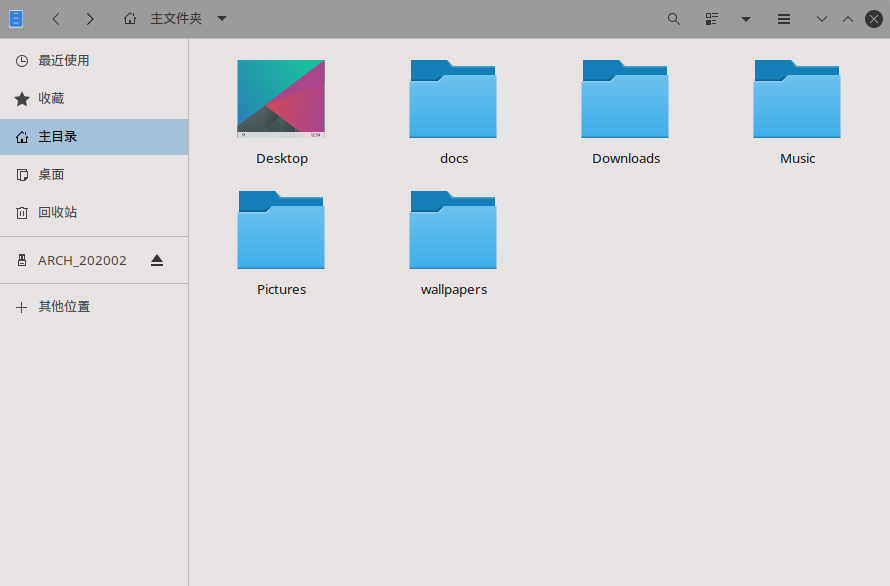 主文件夹
最近使用
收藏
主目录
桌面
回收站
ARCH_202002
其他位置
Desktop
docs
Downloads
Music
Pictures
wallpapers